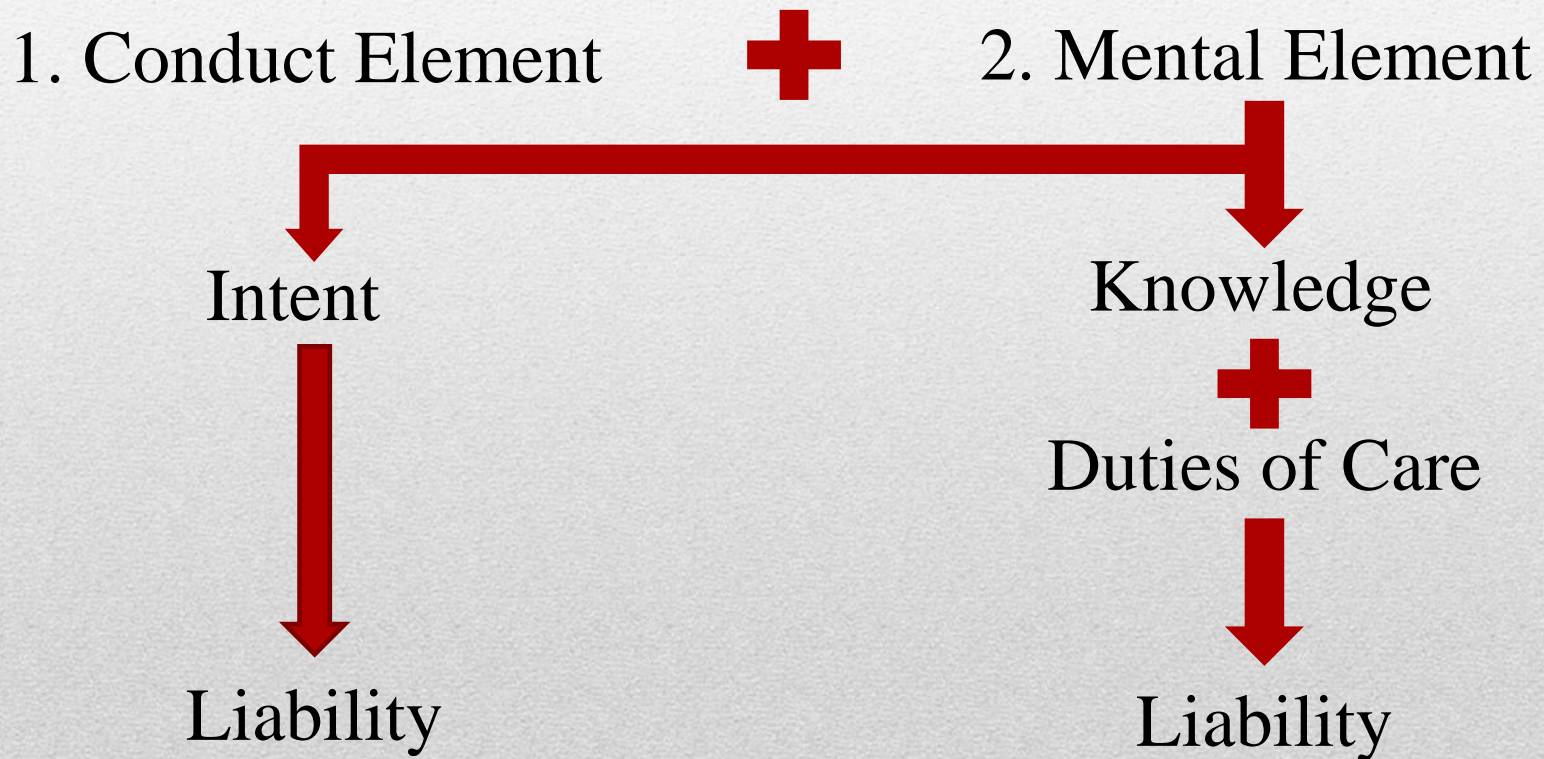 1. Conduct Element
2. Mental Element
Intent
Knowledge
Duties of Care
Liability
Liability